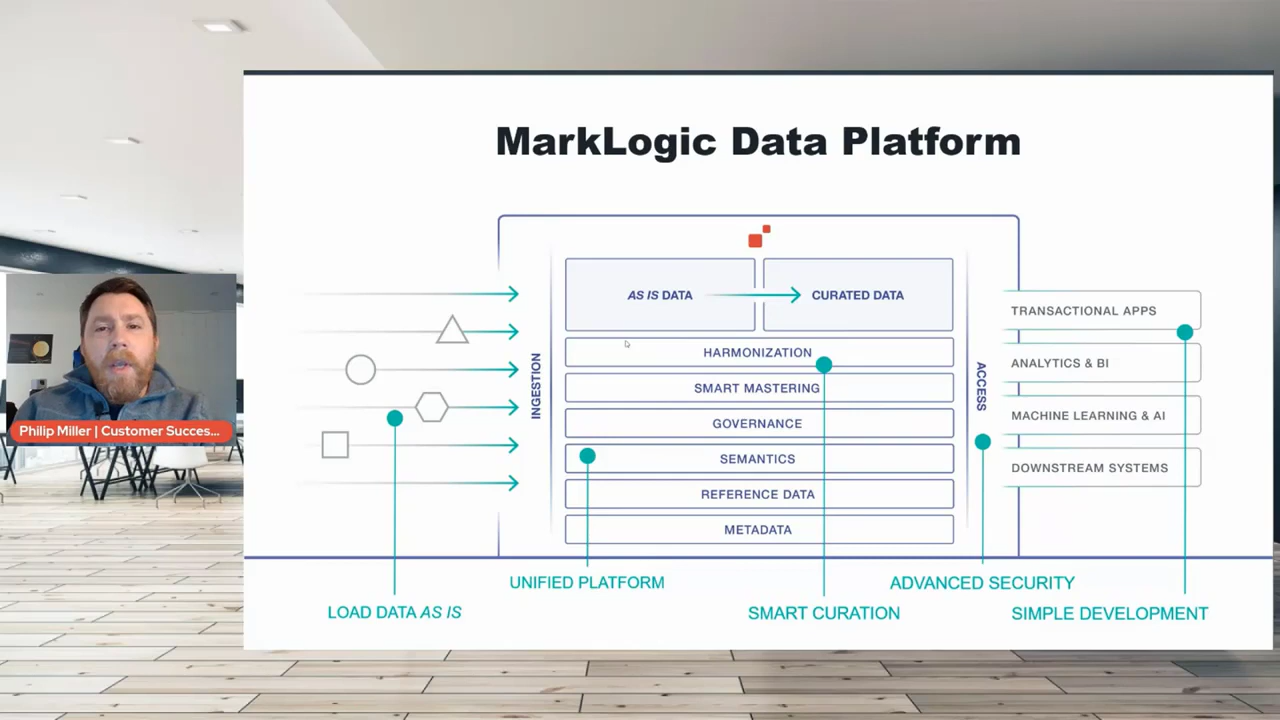 MarkLogic Data Platform
AS IS DATA
CURATED DATA
HARMONIZATION
SMART MASTERING
GOVERNANCE
SEMANTICS
REFERENCE DATA
METADATA
INGESTION
ACCESS
TRANSACTIONAL APPS
ANALYTICS & BI
MACHINE LEARNING & AI
DOWNSTREAM SYSTEMS
LOAD DATA AS IS
UNIFIED PLATFORM
SMART CURATION
ADVANCED SECURITY
SIMPLE DEVELOPMENT
Philip Miller | Customer Succes...